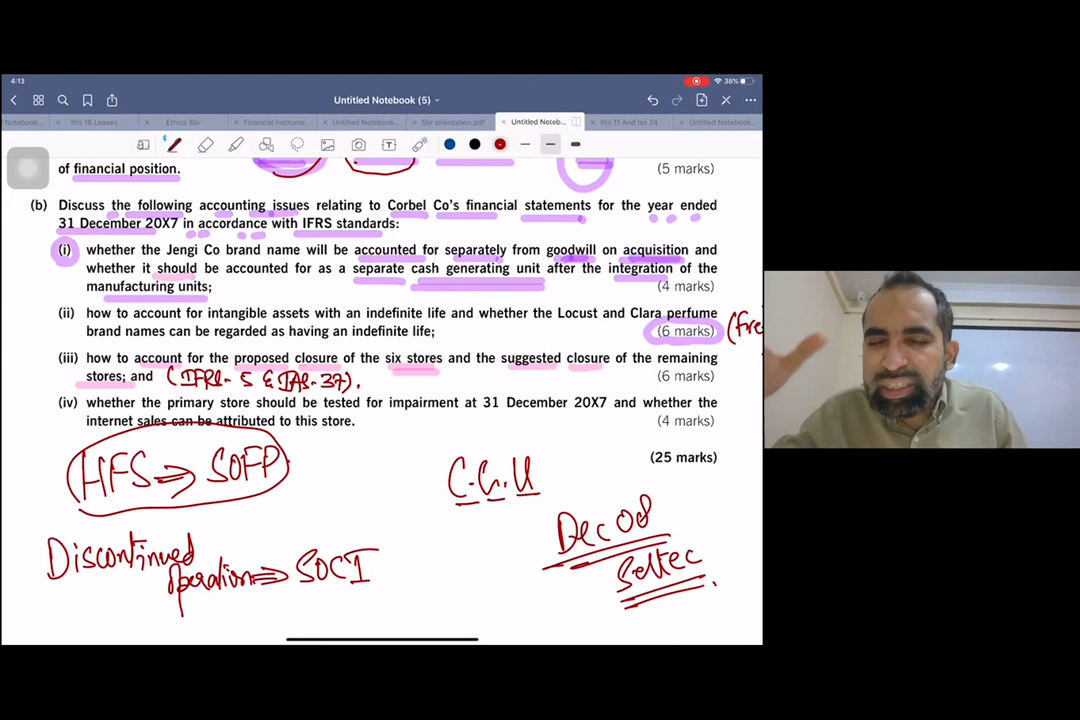 4:13
38%
Untitled Notebook (5)
Notebook...
Ifrs 16 Leases
Ethics Sbr
Financial Instrume...
Untitled Notebook...
Sbr orientation.pdf
Untitled Noteb...
Ifrs 11 And Ias 24
Untitled Notebook...
of financial position. (5 marks)
(b) Discuss the following accounting issues relating to Corbel Co's financial statements for the year ended
31 December 20X7 in accordance with IFRS standards:
(i) whether the Jengi Co brand name will be accounted for separately from goodwill on acquisition and
whether it should be accounted for as a separate cash generating unit after the integration of the
manufacturing units; (4 marks)
(ii) how to account for intangible assets with an indefinite life and whether the Locust and Clara perfume
brand names can be regarded as having an indefinite life; (6 marks) (fre
(iii) how to account for the proposed closure of the six stores and the suggested closure of the remaining
stores; and (IFRS-5 & IAS-37). (6 marks)
(iv) whether the primary store should be tested for impairment at 31 December 20X7 and whether the
internet sales can be attributed to this store. (4 marks)
(25 marks)
HFS ⇒ SOFP
C.G.U
Dec 08
Seltec
Discontinued
operation ⇒ SOCI